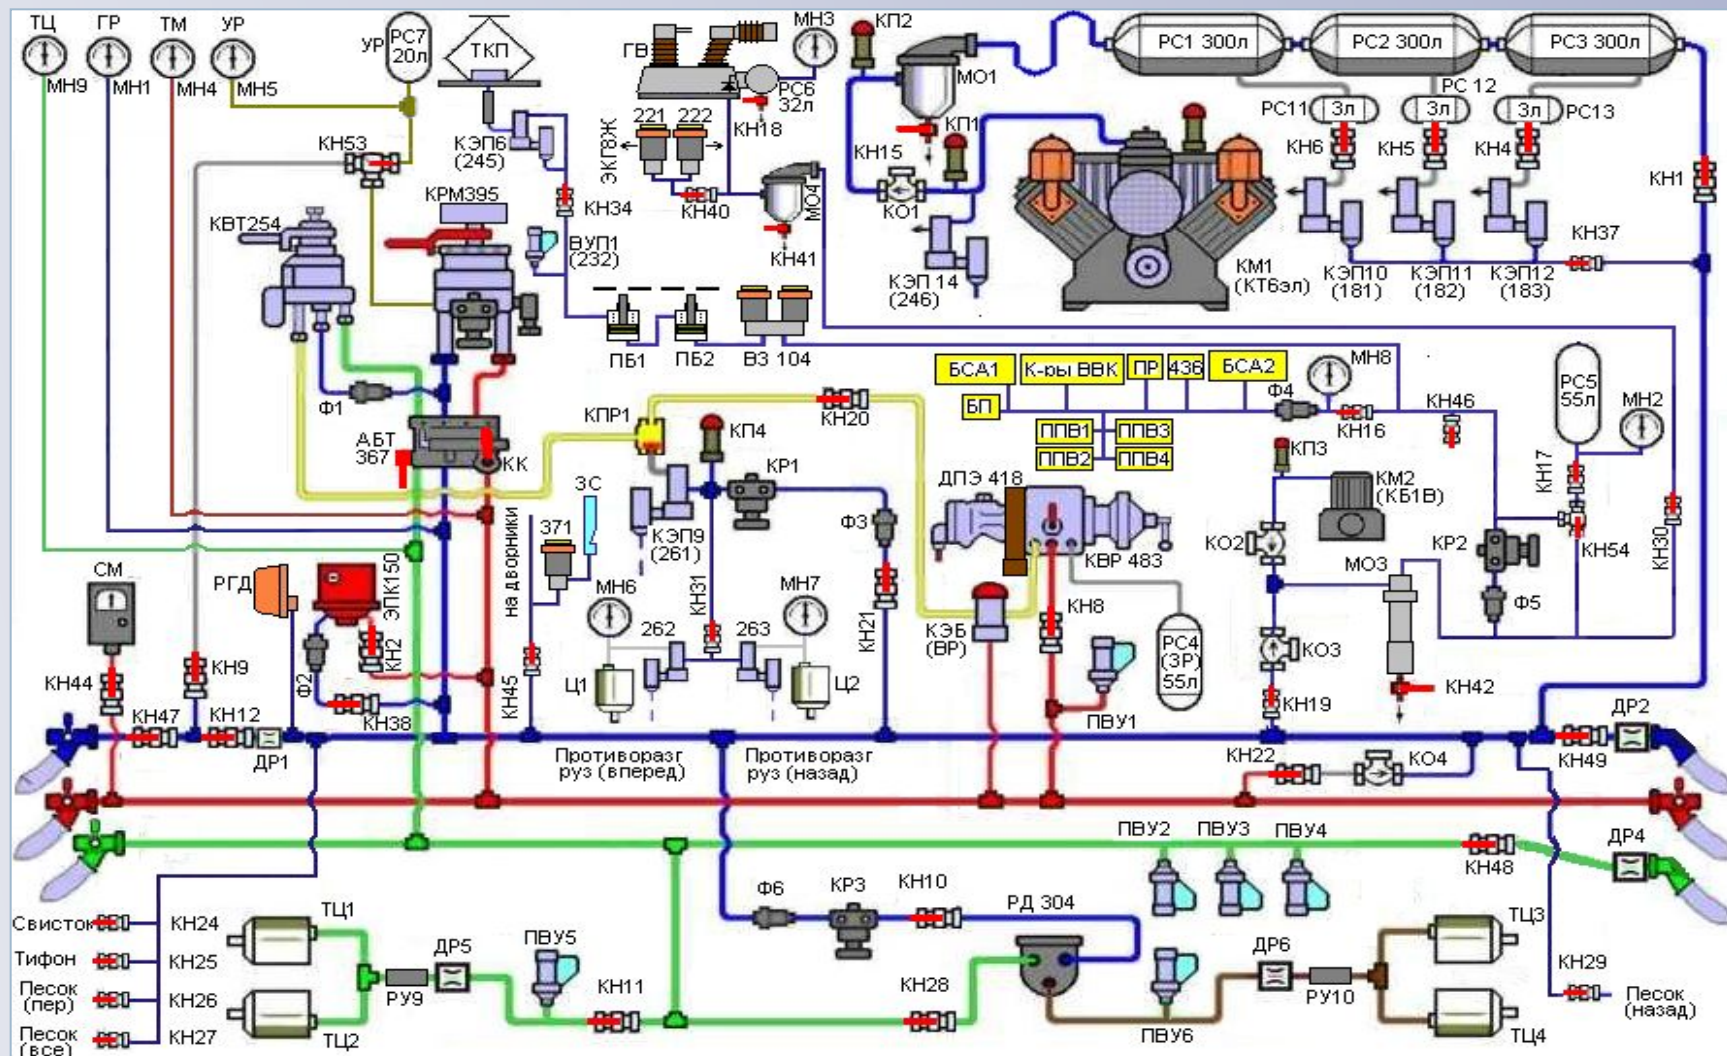 ТЦ
ГР
ТМ
УР
МН9
МН1
МН4
МН5
УР
РС7
20л
ТКП
ГВ
КН18
МН3
РС6
32л
КП2
МО1
КП1
РС1 300л
РС2 300л
РС3 300л
РС11
3л
РС 12
3л
3л
РС13
КН6
КН5
КН4
КН1
КН53
КЭП6
(245)
ЭКГ8Ж
221
222
КН40
МО4
КН41
КН15
КО1
КЭП 14
(246)
КМ1
(КТ6эл)
КЭП10
(181)
КЭП11
(182)
КЭП12
(183)
КН37
КВТ254
КРМ395
КН34
ВУП1
(232)
ПБ1
ПБ2
ВЗ 104
Ф1
АБТ
367
КК
КПР1
КП4
КН20
КР1
КЭП9
(261)
БСА1
К-ры ВВК
ПР
436
БСА2
БП
ППВ1
ППВ3
ППВ2
ППВ4
Ф4
МН8
КН16
КН46
РС5
55л
МН2
КН17
КН54
КН30
КП3
КМ2
(КБ1В)
КО2
МО3
КР2
Ф5
ДПЭ 418
КВР 483
Ф3
КН21
КЭБ
(ВР)
КН8
ПВУ1
РС4
(ЗР)
55л
КО3
КН19
КН42
СМ
РГД
ЭПК150
КН2
Ф2
КН38
на дворники
371
ЗС
КН45
МН6
МН7
КН31
262
263
Ц1
Ц2
КН44
КН9
КН47
КН12
ДР1
Противоразг
руз (вперед)
Противоразг
руз (назад)
КН22
КО4
КН49
ДР2
ПВУ2
ПВУ3
ПВУ4
КН48
ДР4
Свисток
КН24
Тифон
КН25
Песок
(пер)
КН26
Песок
(все)
КН27
ТЦ1
ТЦ2
РУ9
ДР5
ПВУ5
КН11
Ф6
КР3
КН10
РД 304
КН28
ПВУ6
ДР6
РУ10
ТЦ3
ТЦ4
КН29
Песок
(назад)